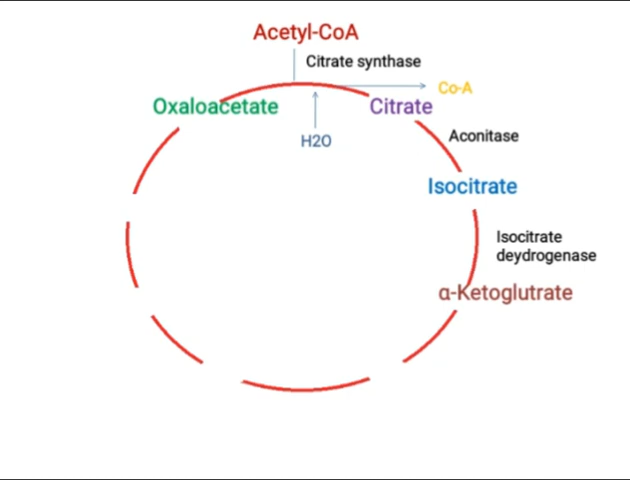 Acetyl-CoA
Citrate synthase
Co-A
Oxaloacetate
Citrate
H2O
Aconitase
Isocitrate
Isocitrate
deydrogenase
α-Ketoglutrate